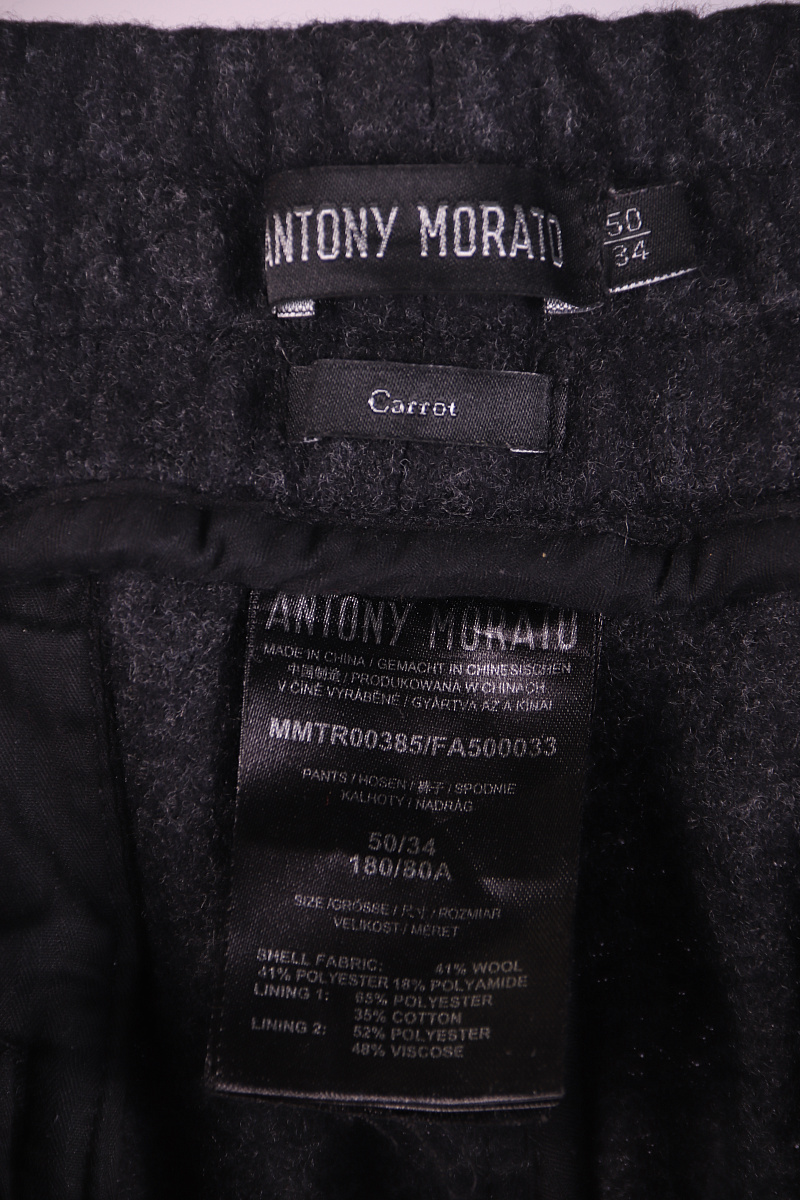 ANTONY MORATO
50
34
Carrot
ANTONY MORATO
MADE IN CHINA / GEMACHT IN CHINESISCHEN
中国制造 / PRODUKOWANA W CHINACH
V ČÍNĚ VYRÁBĚNÉ / GYÁRTVA AZ A KÍNAI
MMTR00385/FA500033
PANTS / HOSEN / 裤子 / SPODNIE
KALHOTY / NADRÁG
50/34
180/80A
SIZE /GRÖSSE / 尺寸 / ROZMIAR
VELIKOST / MÉRET
SHELL FABRIC: 41% WOOL
41% POLYESTER 18% POLYAMIDE
LINING 1: 65% POLYESTER
35% COTTON
LINING 2: 52% POLYESTER
48% VISCOSE